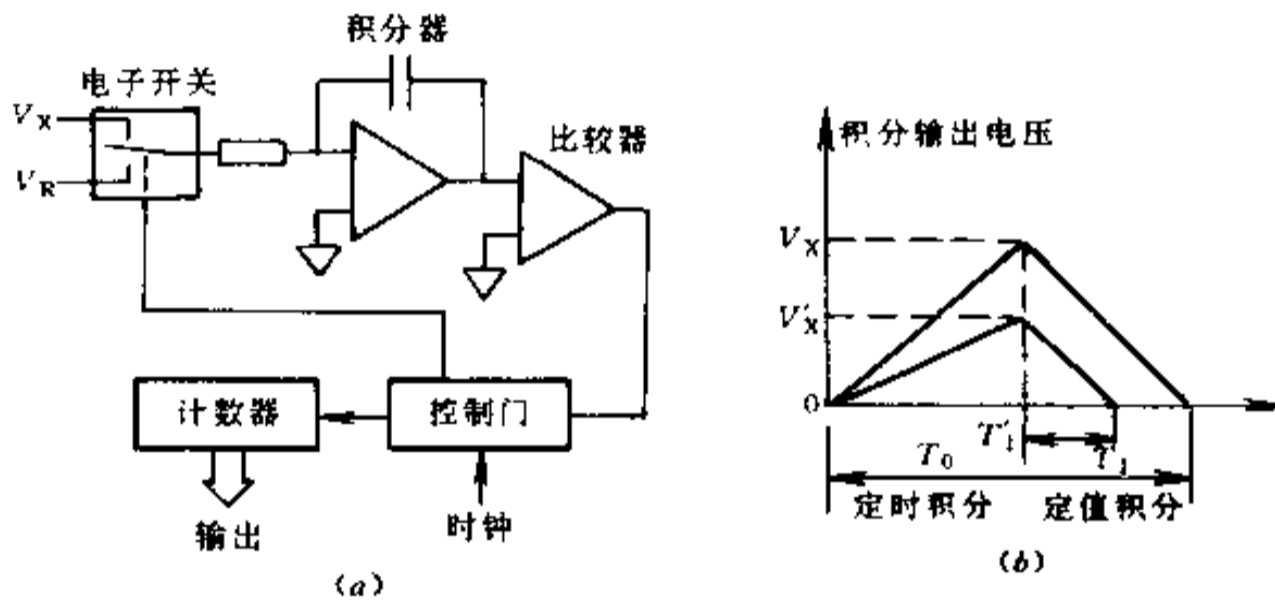 积分器
电子开关
V_X
V_R
比较器
计数器
控制门
输出
时钟
(a)
积分输出电压
V_X
V'_X
0
T'_1
T_0
T_1
定时积分
定值积分
(b)